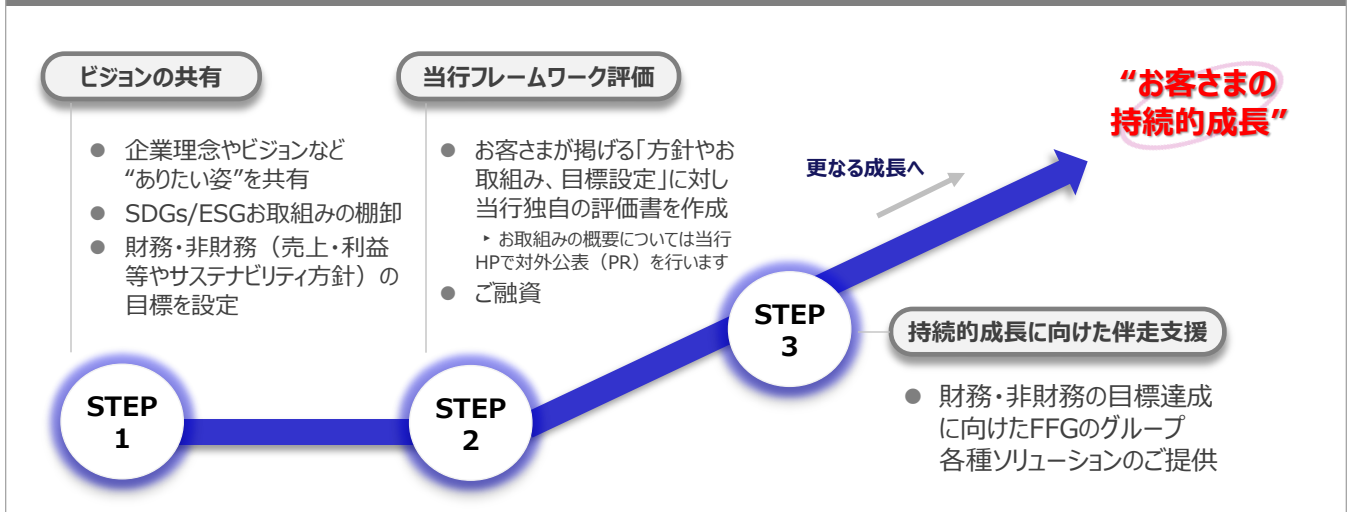 ビジョンの共有
● 企業理念やビジョンなど
“ありたい姿”を共有
● SDGs/ESGお取組みの棚卸
● 財務・非財務（売上・利益
等やサステナビリティ方針）の
目標を設定
STEP
1
当行フレームワーク評価
● お客さまが掲げる「方針やお
取組み、目標設定」に対し
当行独自の評価書を作成
‣ お取組みの概要については当行
HPで対外公表（PR）を行います
● ご融資
STEP
2
更なる成長へ
“お客さまの
持続的成長”
STEP
3
持続的成長に向けた伴走支援
● 財務・非財務の目標達成
に向けたFFGのグループ
各種ソリューションのご提供